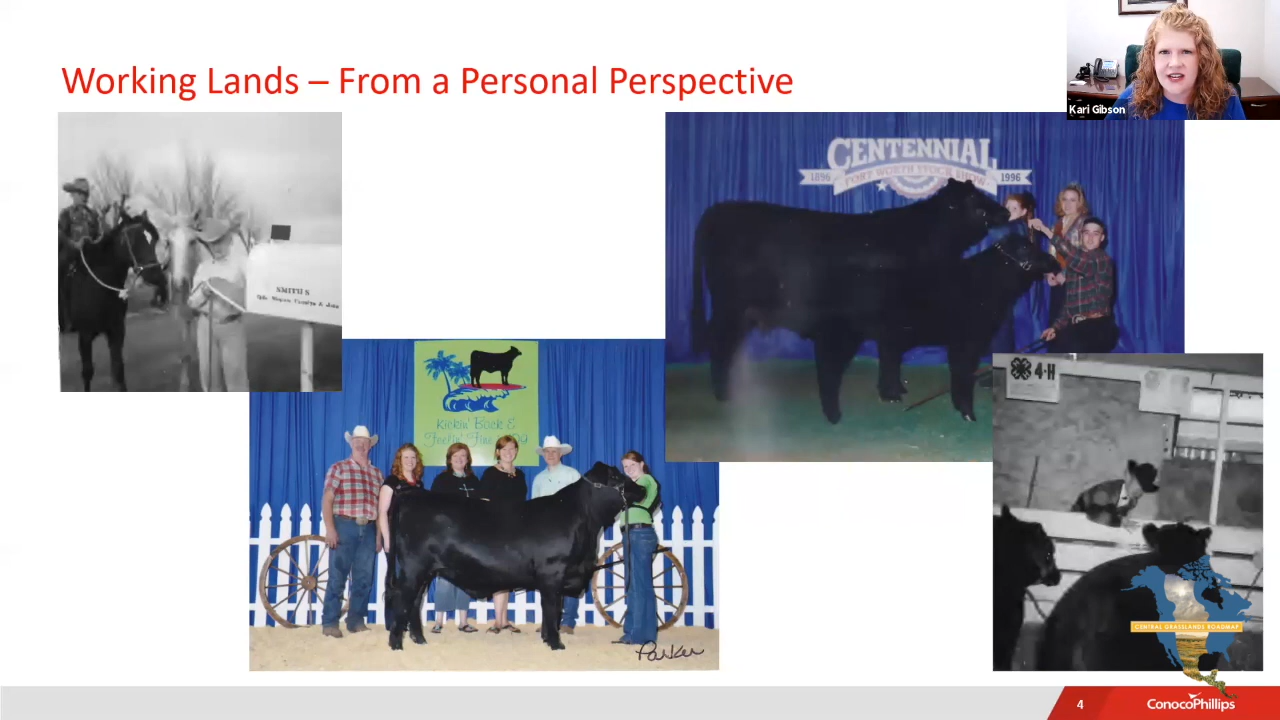 Working Lands – From a Personal Perspective
Kari Gibson
CENTENNIAL
1896 FORT WORTH STOCK SHOW 1996
SMITH'S
Kickin' Back &
Feelin' Fine
4-H
Parker
CENTRAL GRASSLANDS ROADMAP
4
ConocoPhillips